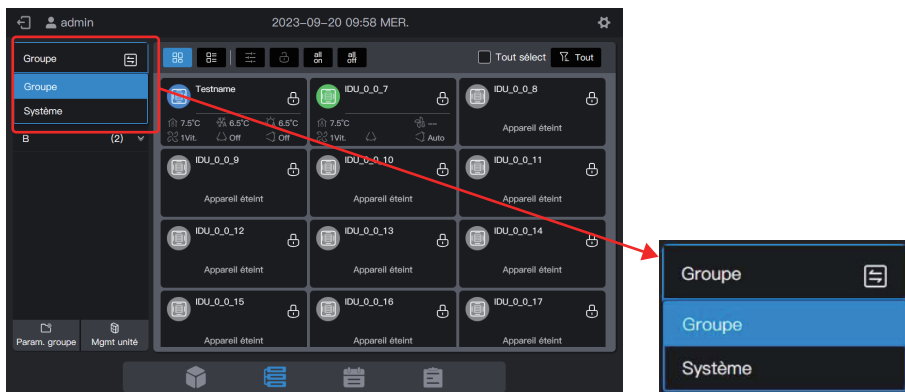 admin 2023-09-20 09:58 MER.
Groupe all on all off Tout sélect Tout
Groupe
Système
B (2)
Testname
7.5°C 6.5°C 6.5°C
1Vit. Off Off
IDU_0_0_7
7.5°C --
1Vit. Auto
IDU_0_0_8
Appareil éteint
IDU_0_0_9
Appareil éteint
IDU_0_0_10
Appareil éteint
IDU_0_0_11
Appareil éteint
IDU_0_0_12
Appareil éteint
IDU_0_0_13
Appareil éteint
IDU_0_0_14
Appareil éteint
IDU_0_0_15
Appareil éteint
IDU_0_0_16
Appareil éteint
IDU_0_0_17
Appareil éteint
Param. groupe Mgmt unité
Groupe
Groupe
Système